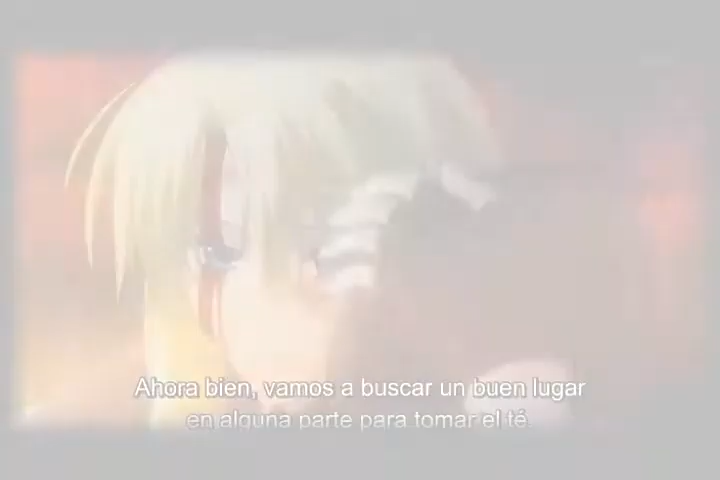 Ahora bien, vamos a buscar un buen lugar
en alguna parte para tomar el té.